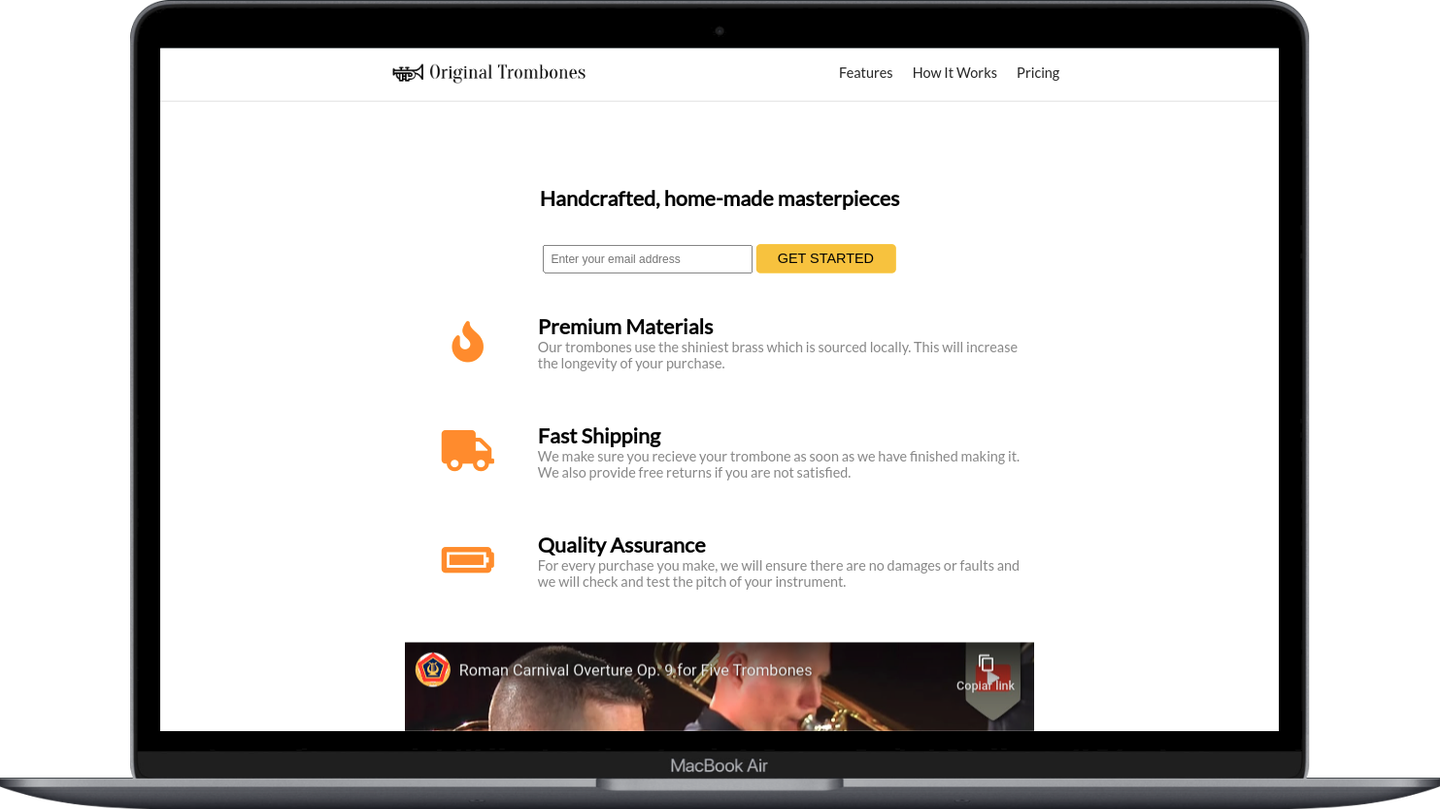 Original Trombones
Features How It Works Pricing
Handcrafted, home-made masterpieces
Enter your email address GET STARTED
Premium Materials
Our trombones use the shiniest brass which is sourced locally. This will increase
the longevity of your purchase.
Fast Shipping
We make sure you recieve your trombone as soon as we have finished making it.
We also provide free returns if you are not satisfied.
Quality Assurance
For every purchase you make, we will ensure there are no damages or faults and
we will check and test the pitch of your instrument.
Roman Carnival Overture Op. 9 for Five Trombones
Copiar link
MacBook Air